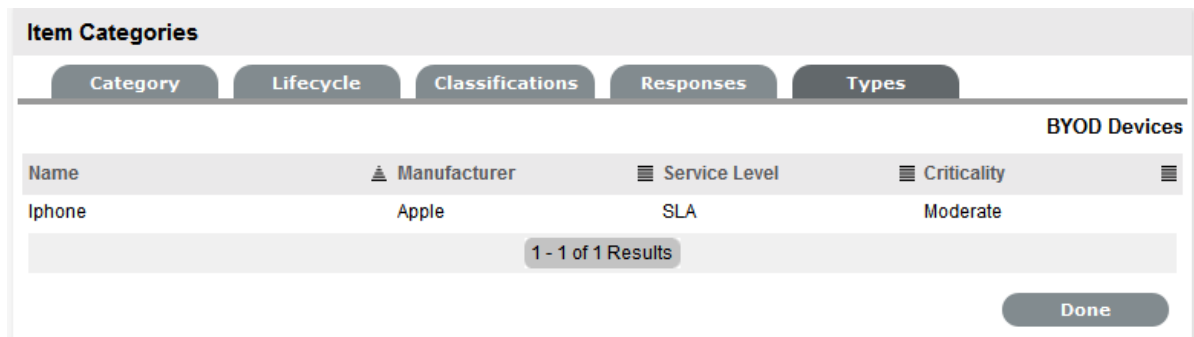 Item Categories
Category Lifecycle Classifications Responses Types
BYOD Devices
Name Manufacturer Service Level Criticality
Iphone Apple SLA Moderate
1 - 1 of 1 Results
Done